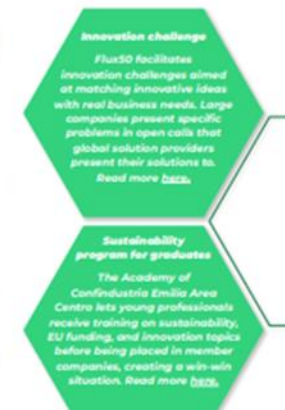 Innovation challenge
Flux50 facilitates
innovation challenges aimed
at matching innovative ideas
with real business needs. Large
companies present specific
problems in open calls that
global solution providers
present their solutions to.
Read more here.
Sustainability
program for graduates
The Academy of
Confindustria Emilia Area
Centro lets young professionals
receive training on sustainability,
EU funding, and innovation topics
before being placed in member
companies, creating a win-win
situation. Read more here.